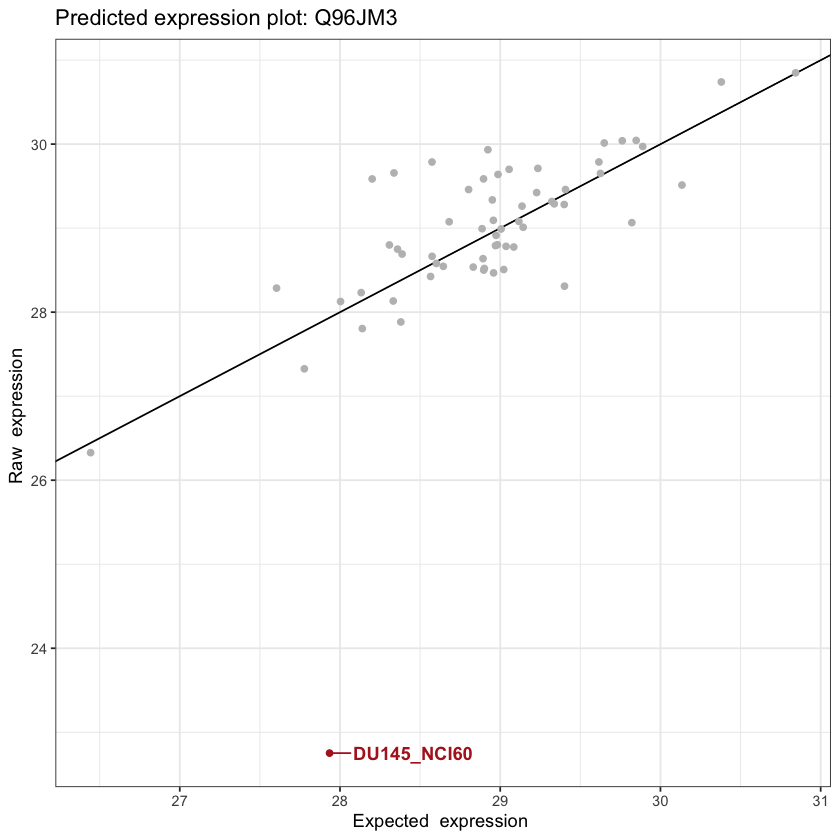 Predicted expression plot: Q96JM3
Raw  expression
30
28
26
24
DU145_NCI60
27
28
29
30
31
Expected  expression